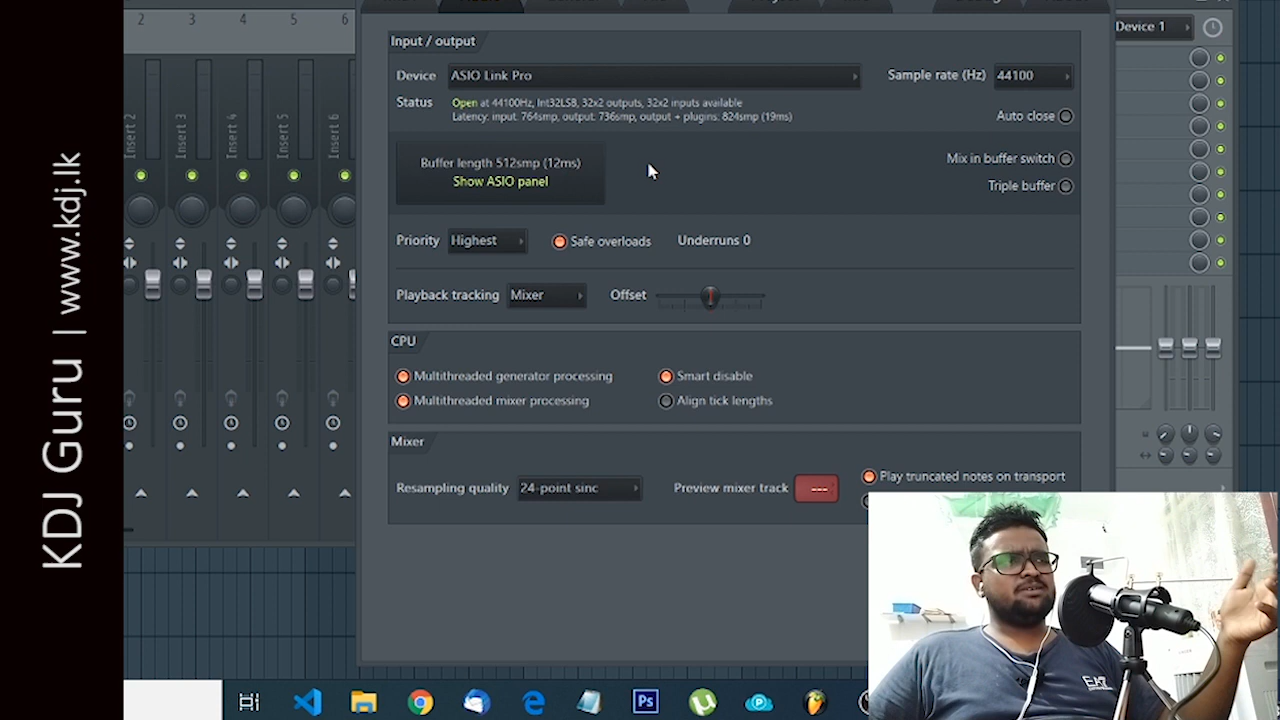 KDJ Guru | www.kdj.lk
2 3 4 5 6
Insert 2
Insert 3
Insert 4
Insert 5
Insert 6
Input / output
Device ASIO Link Pro
Sample rate (Hz) 44100
Status Open at 44100Hz, Int32LSB, 32x2 outputs, 32x2 inputs available
Latency: input: 764smp, output: 736smp, output + plugins: 824smp (19ms)
Auto close
Buffer length 512smp (12ms)
Show ASIO panel
Mix in buffer switch
Triple buffer
Priority Highest
Safe overloads
Underruns 0
Playback tracking Mixer
Offset
CPU
Multithreaded generator processing
Smart disable
Multithreaded mixer processing
Align tick lengths
Mixer
Resampling quality 24-point sinc
Preview mixer track ---
Play truncated notes on transport
Device 1
Ps